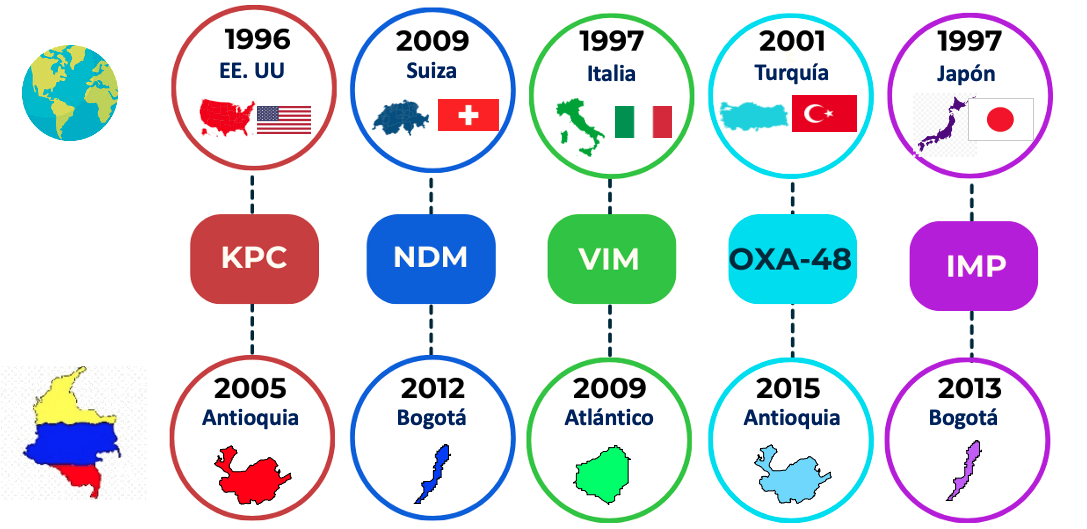 1996
EE. UU
2009
Suiza
1997
Italia
2001
Turquía
1997
Japón
KPC
NDM
VIM
OXA-48
IMP
2005
Antioquia
2012
Bogotá
2009
Atlántico
2015
Antioquia
2013
Bogotá